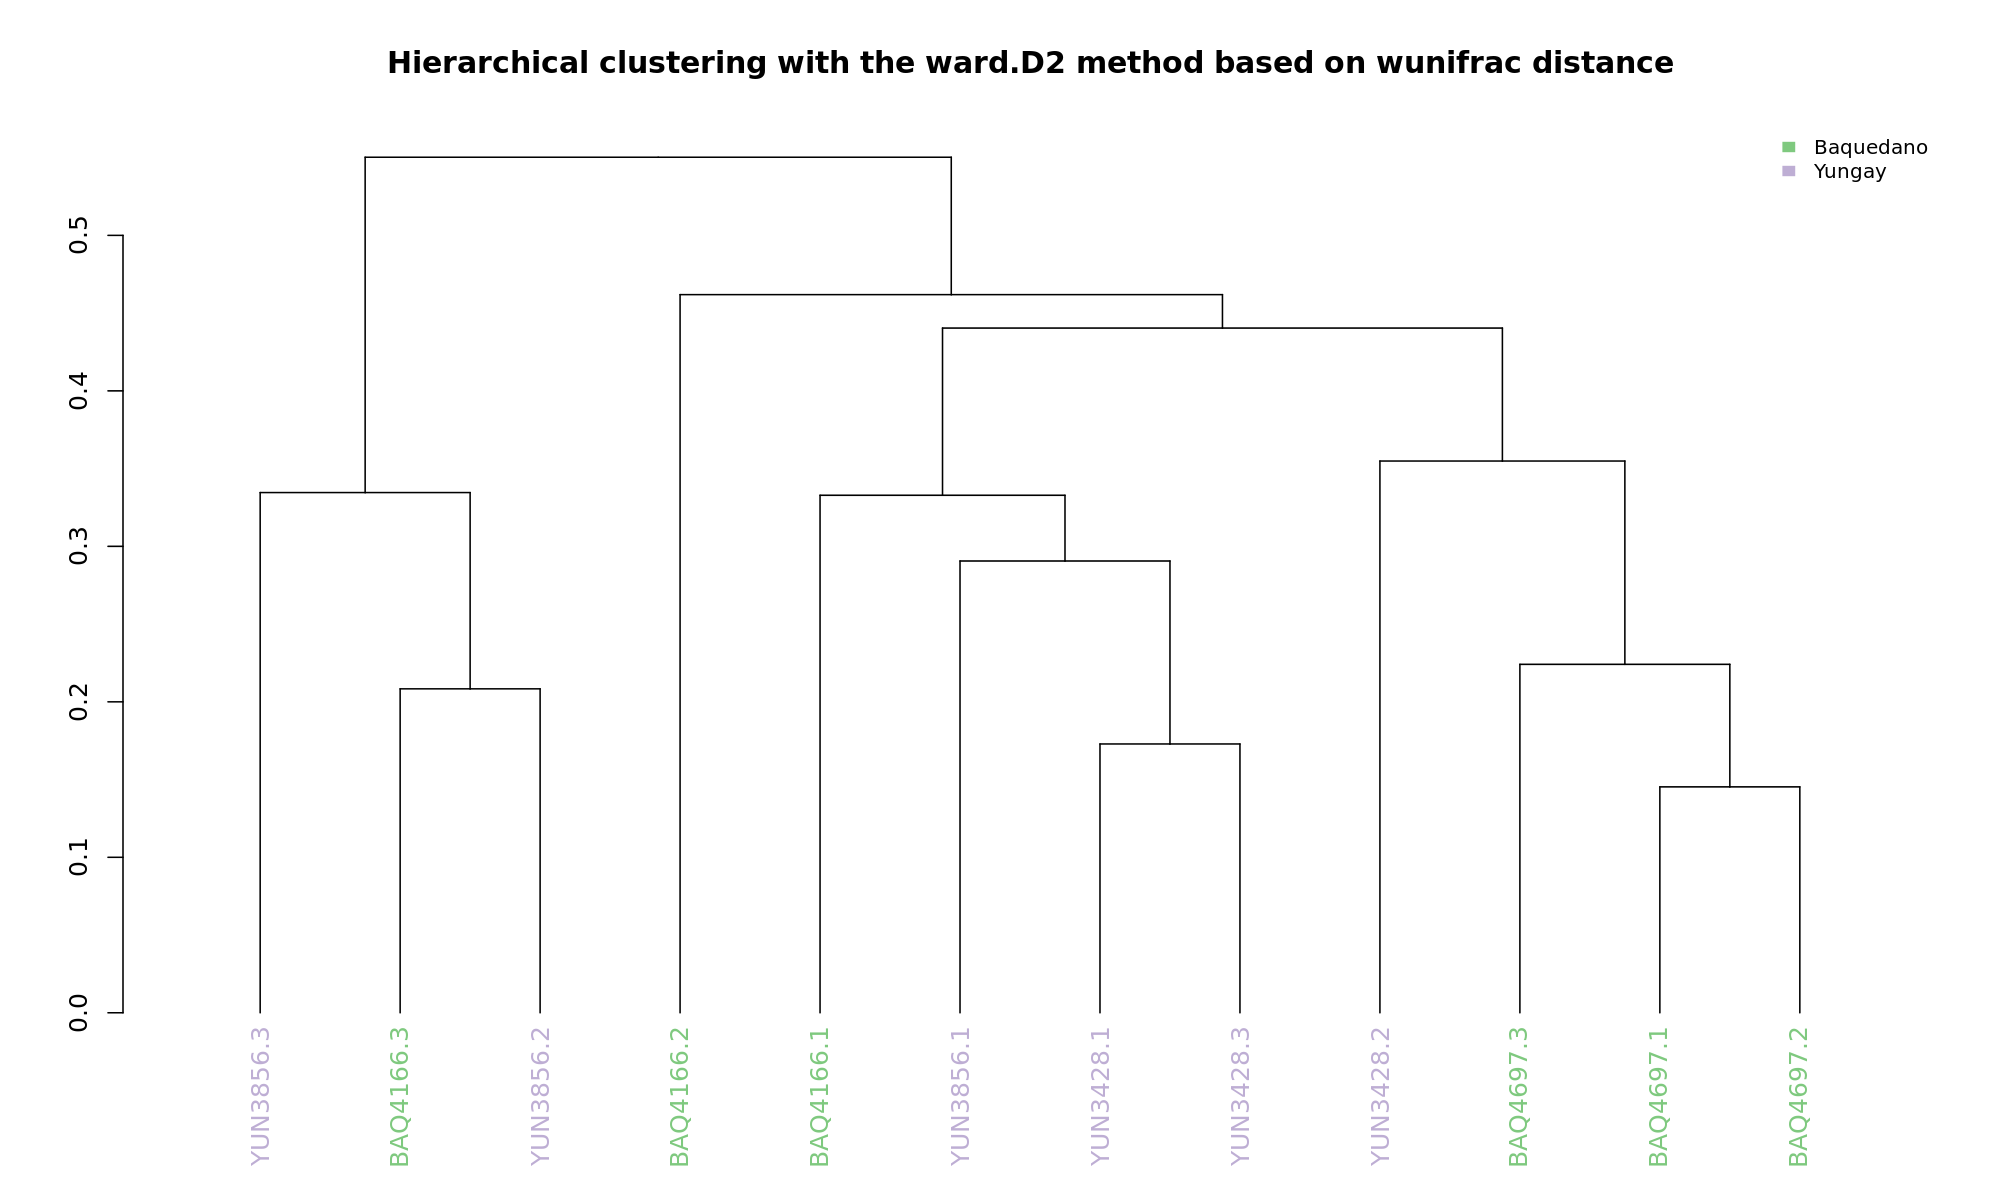 Hierarchical clustering with the ward.D2 method based on wunifrac distance
Baquedano
Yungay
0.5
0.4
0.3
0.2
0.1
0.0
YUN3856.3
BAQ4166.3
YUN3856.2
BAQ4166.2
BAQ4166.1
YUN3856.1
YUN3428.1
YUN3428.3
YUN3428.2
BAQ4697.3
BAQ4697.1
BAQ4697.2